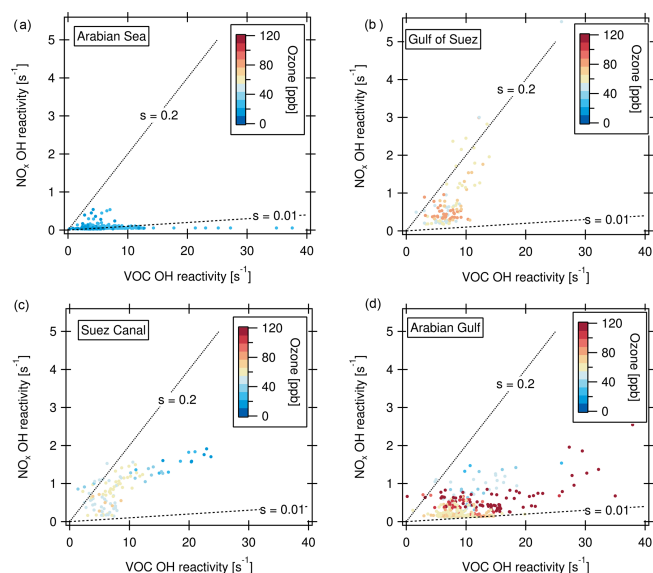 (a)
Arabian Sea
NOx OH reactivity [s-1]
5
4
3
2
1
0
s = 0.2
s = 0.01
120
80
40
0
Ozone [ppb]
0
10
20
30
40
VOC OH reactivity [s-1]
(b)
Gulf of Suez
NOx OH reactivity [s-1]
5
4
3
2
1
0
s = 0.2
s = 0.01
120
80
40
0
Ozone [ppb]
0
10
20
30
40
VOC OH reactivity [s-1]
(c)
Suez Canal
NOx OH reactivity [s-1]
5
4
3
2
1
0
s = 0.2
s = 0.01
120
80
40
0
Ozone [ppb]
0
10
20
30
40
VOC OH reactivity [s-1]
(d)
Arabian Gulf
NOx OH reactivity [s-1]
5
4
3
2
1
0
s = 0.2
s = 0.01
120
80
40
0
Ozone [ppb]
0
10
20
30
40
VOC OH reactivity [s-1]